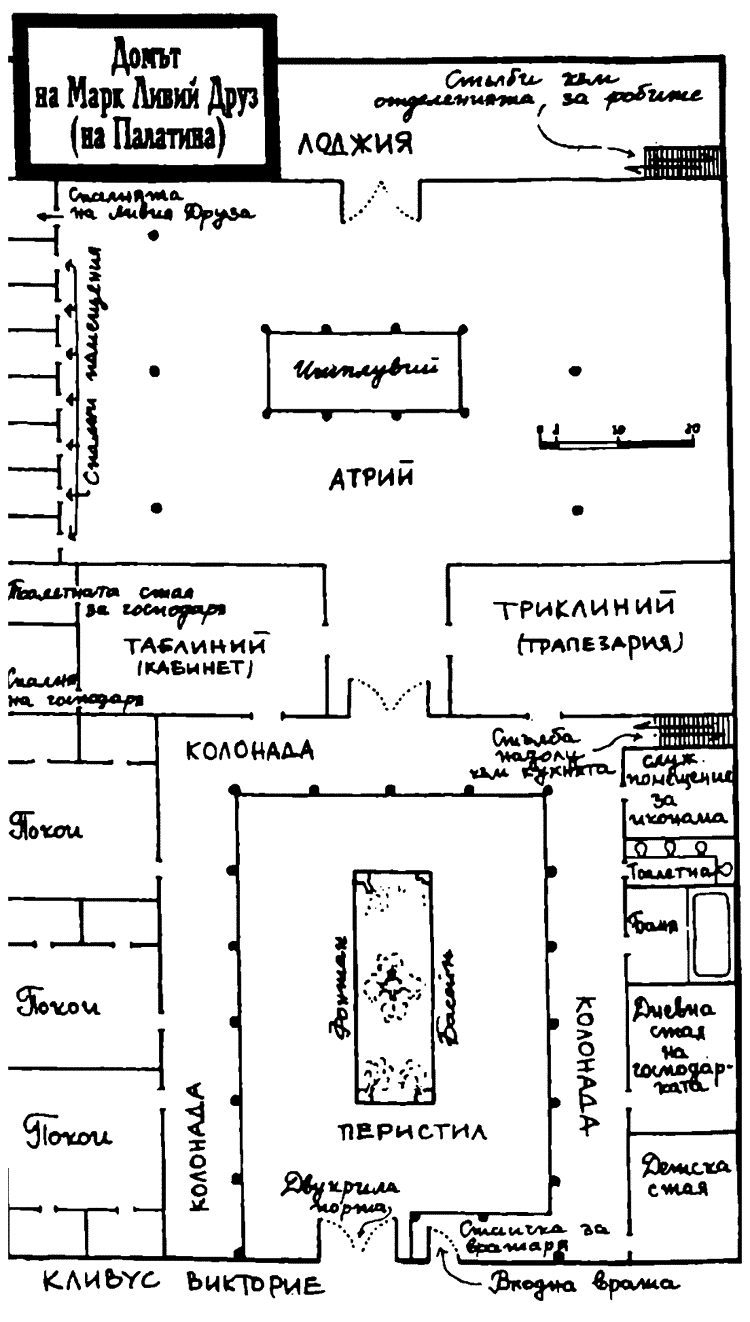 Домът
на Марк Ливий Друз
(на Палатина)
Стълби към
отделенията за робите
ЛОДЖИЯ
Спалнята
на Ливия Друза
Спални помещения
Имплувий
0
10
20
АТРИЙ
Тоалетната стая
за господаря
ТАБЛИНИЙ
(КАБИНЕТ)
ТРИКЛИНИЙ
(ТРАПЕЗАРИЯ)
Спалня
на господаря
КОЛОНАДА
Стълба
надолу
към кухнята
служ.
помещение
за
иконома
Покои
Тоалетна
Баня
Фонтан
Басейн
Покои
КОЛОНАДА
Дневна
стая
на
господар-
ката
Покои
КОЛОНАДА
ПЕРИСТИЛ
Детска
стая
Двукрила
порта
Стаичка за
вратаря
КЛИВУС ВИКТОРИЕ
Входна врата